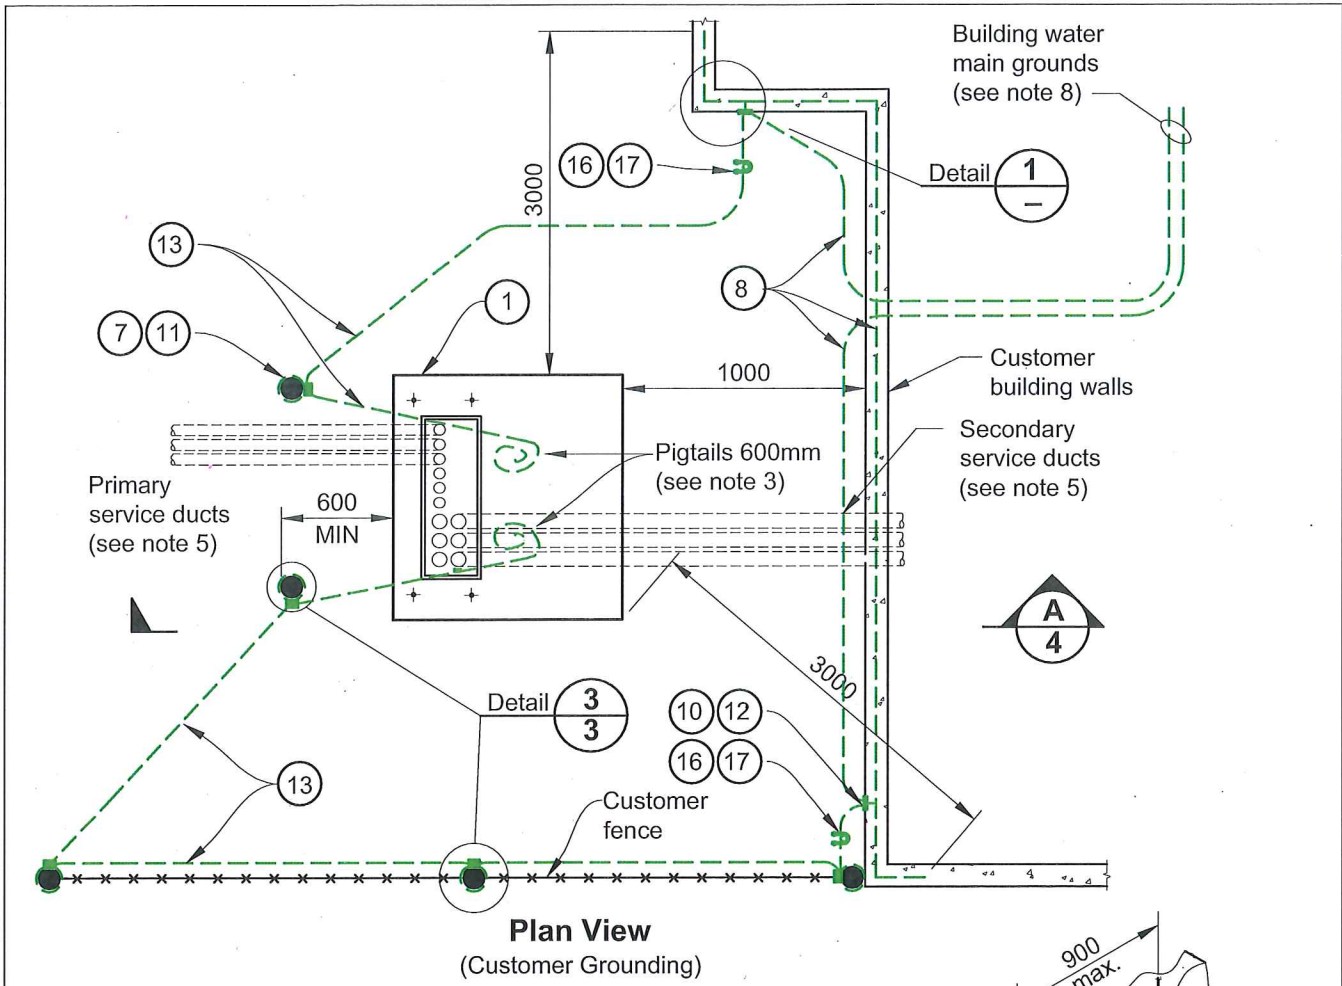 Building water
main grounds
(see note 8)
16 17
3000
Detail 1
–
13
8
1
7 11
1000
Customer
building walls
Pigtails 600mm
(see note 3)
Secondary
service ducts
(see note 5)
Primary
service ducts
(see note 5)
600
MIN
A
4
3000
Detail 3
3
10 12
16 17
13
Customer
fence
Plan View
(Customer Grounding)
900
max.